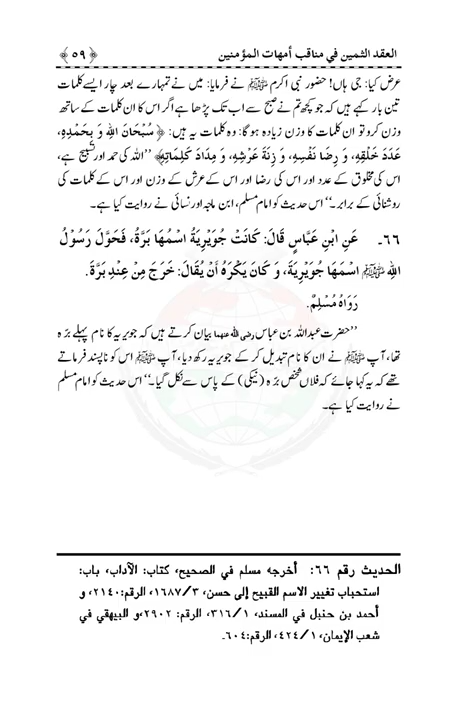 العقد الثمين في مناقب أمهات المؤمنين ﴿ ۵۹ ﴾
عرض کیا: جی ہاں! حضور نبی اکرم ﷺ نے فرمایا: میں نے تمہارے بعد چار ایسے کلمات
تین بار کہے ہیں کہ جو کچھ تم نے صبح سے اب تک پڑھا ہے اگر اس کا ان کلمات کے ساتھ
وزن کرو تو ان کلمات کا وزن زیادہ ہوگا: وہ کلمات یہ ہیں: ﴿ سُبْحَانَ اللهِ وَ بِحَمْدِهِ،
عَدَدَ خَلْقِهِ، وَ رِضَا نَفْسِهِ، وَ زِنَةَ عَرْشِهِ، وَ مِدَادَ كَلِمَاتِهِ﴾ ’’اللہ کی حمد اور تسبیح ہے،
اس کی مخلوق کے عدد اور اس کی رضا اور اس کے عرش کے وزن اور اس کے کلمات کی
روشنائی کے برابر۔‘‘ اس حدیث کو امام مسلم، ابن ماجہ اور نسائی نے روایت کیا ہے۔
٦٦۔ عَنِ ابْنِ عَبَّاسٍ قَالَ: كَانَتْ جُوَيْرِيَةُ اسْمُهَا بَرَّةُ، فَحَوَّلَ رَسُوْلُ
اللهِ ﷺ اسْمَهَا جُوَيْرِيَةَ، وَ كَانَ يَكْرَهُ أَنْ يُقَالَ: خَرَجَ مِنْ عِنْدِ بَرَّةَ.
رَوَاهُ مُسْلِمٌ.
’’حضرت عبداللہ بن عباس رضی اللہ عنہما بیان کرتے ہیں کہ جویریہ کا نام پہلے برّہ
تھا، آپ ﷺ نے ان کا نام تبدیل کر کے جویریہ رکھ دیا، آپ ﷺ اس کو ناپسند فرماتے
تھے کہ یہ کہا جائے کہ فلاں شخص برّہ (نیکی) کے پاس سے نکل گیا۔‘‘ اس حدیث کو امام مسلم
نے روایت کیا ہے۔
الحديث رقم ٦٦: أخرجه مسلم في الصحيح، كتاب: الآداب، باب:
استحباب تغيير الاسم القبيح إلى حسن، ٣/١٦٨٧، الرقم: ٢١٤٠، و
أحمد بن حنبل في المسند، ١/٣١٦، الرقم: ٢٩٠٢، و البيهقي في
شعب الإيمان، ١/٤٢٤، الرقم: ٦٠٤۔